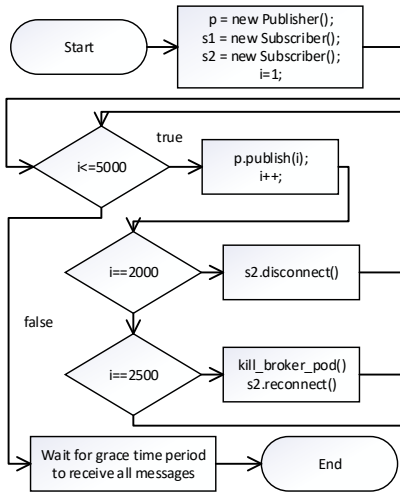 Start
p = new Publisher();
s1 = new Subscriber();
s2 = new Subscriber();
i=1;
i<=5000
true
p.publish(i);
i++;
i==2000
s2.disconnect()
false
i==2500
kill_broker_pod()
s2.reconnect()
Wait for grace time period
to receive all messages
End